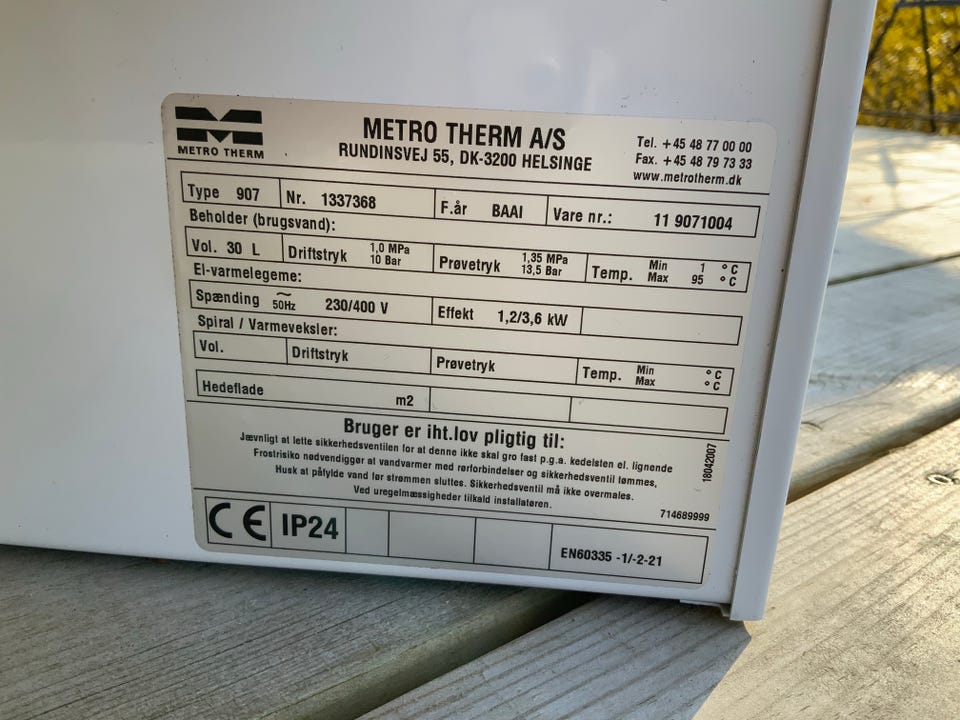 METRO THERM
METRO THERM A/S
RUNDINSVEJ 55, DK-3200 HELSINGE
Tel. +45 48 77 00 00
Fax. +45 48 79 73 33
www.metrotherm.dk
Type 907 Nr. 1337368 F.år BAAI Vare nr.: 11 9071004
Beholder (brugsvand):
Vol. 30 L Driftstryk 1,0 MPa 10 Bar Prøvetryk 1,35 MPa 13,5 Bar Temp. Min 1 °C Max 95 °C
El-varmelegeme:
Spænding ~ 50Hz 230/400 V Effekt 1,2/3,6 kW
Spiral / Varmeveksler:
Vol. Driftstryk Prøvetryk Temp. Min °C Max °C
Hedeflade m2
Bruger er iht.lov pligtig til:
Jævnligt at lette sikkerhedsventilen for at denne ikke skal gro fast p.g.a. kedelsten el. lignende
Frostrisiko nødvendiggør at vandvarmer med rørforbindelser og sikkerhedsventil tømmes,
Husk at påfylde vand før strømmen sluttes. Sikkerhedsventil må ikke overmales.
Ved uregelmæssigheder tilkald installatøren.
18042007
714689999
CE IP24 EN60335 -1/-2-21